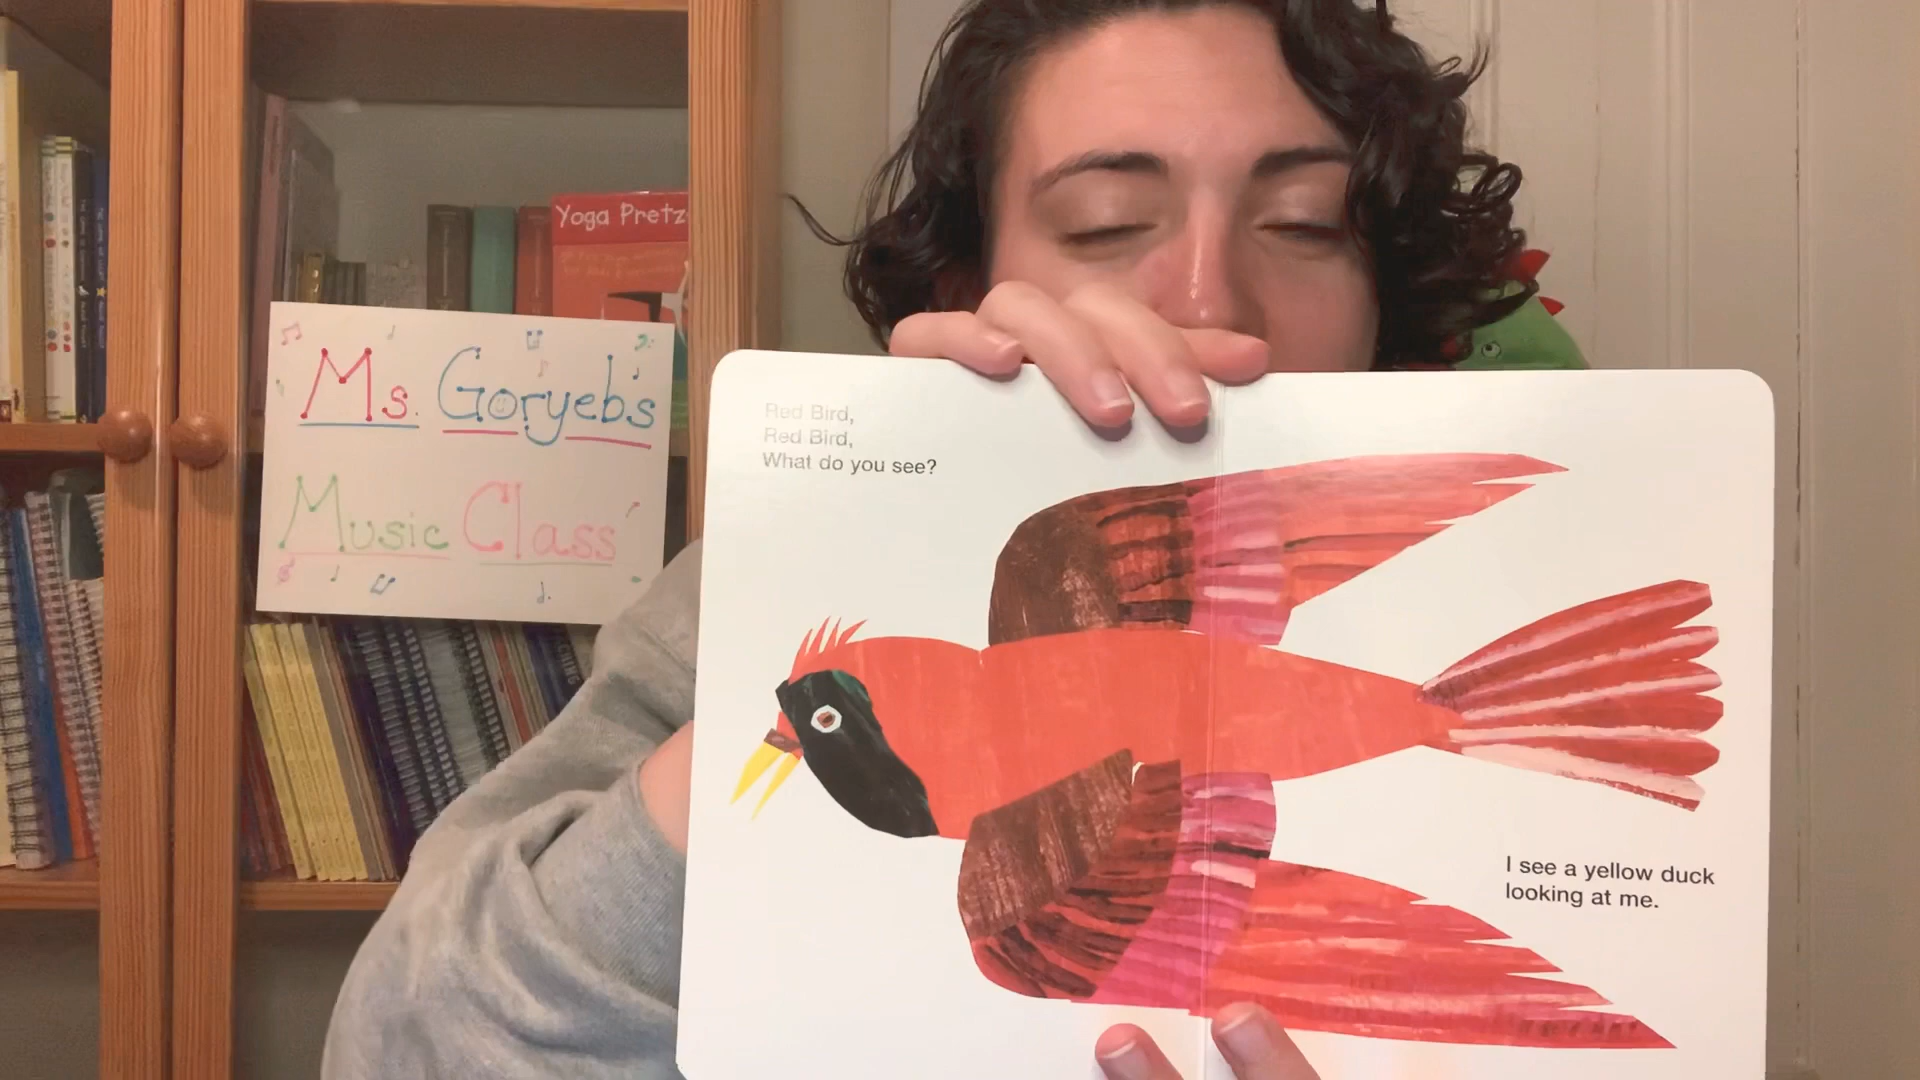 Yoga Pretz
Ms. Goryebs
Music Class
Red Bird,
Red Bird,
What do you see?
I see a yellow duck
looking at me.